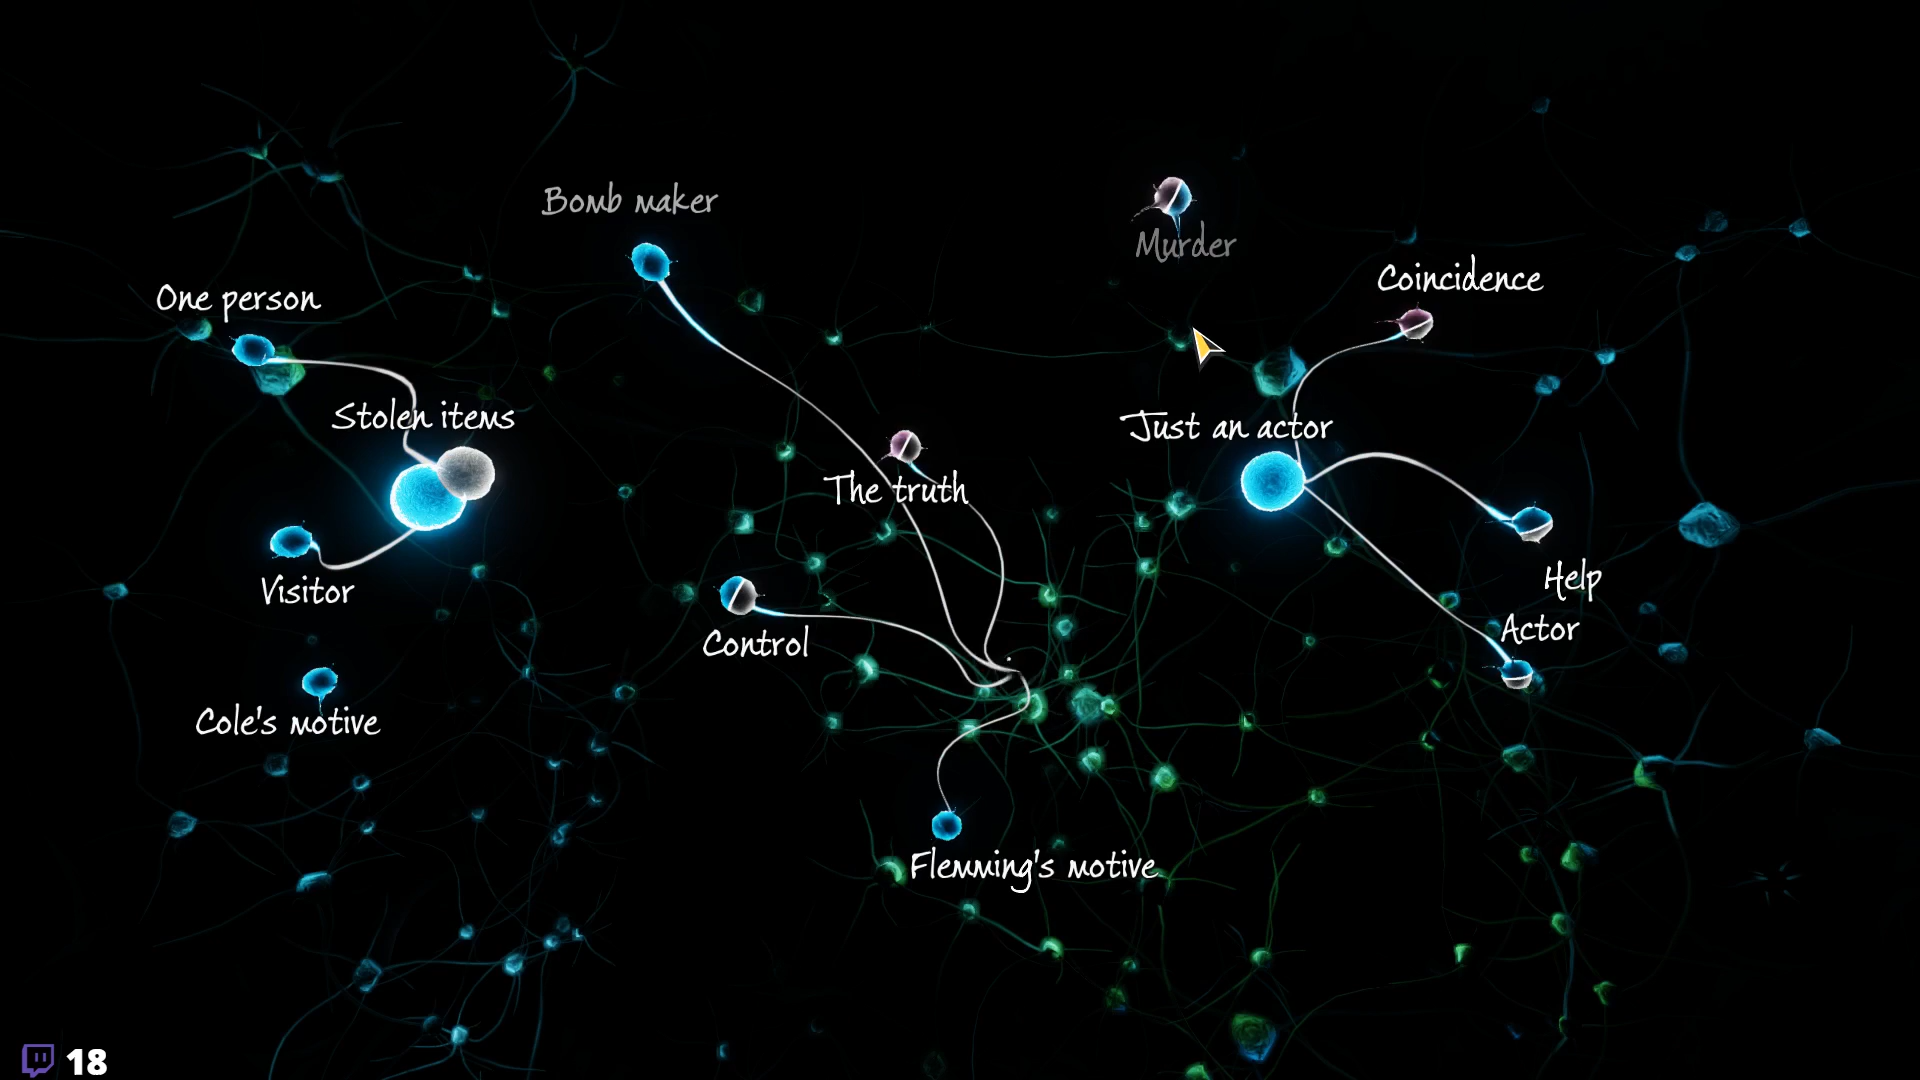 Bomb maker
Murder
Coincidence
One person
Stolen items
Just an actor
The truth
Help
Visitor
Actor
Control
Cole's motive
Flemming's motive
18